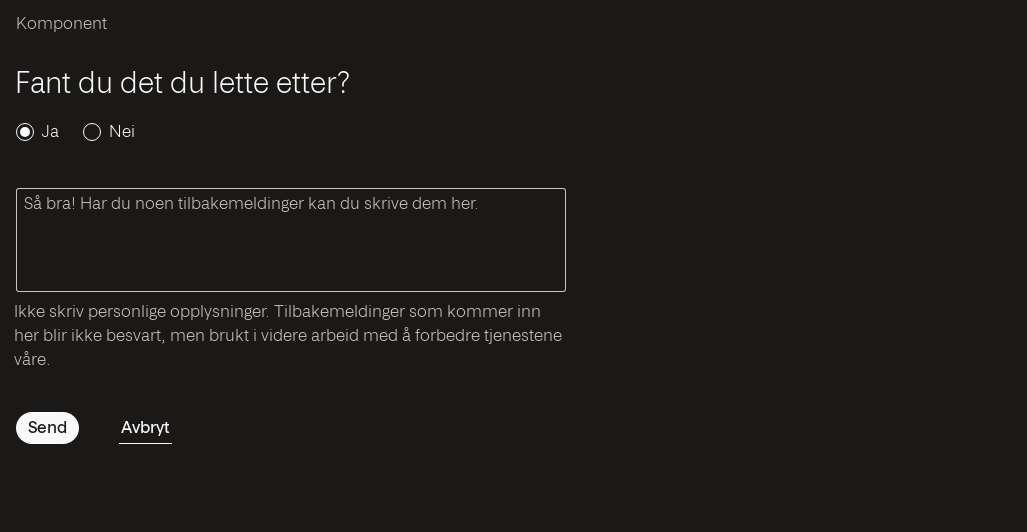 Komponent
Fant du det du lette etter?
Ja Nei
Så bra! Har du noen tilbakemeldinger kan du skrive dem her.
Ikke skriv personlige opplysninger. Tilbakemeldinger som kommer inn
her blir ikke besvart, men brukt i videre arbeid med å forbedre tjenestene
våre.
Send Avbryt